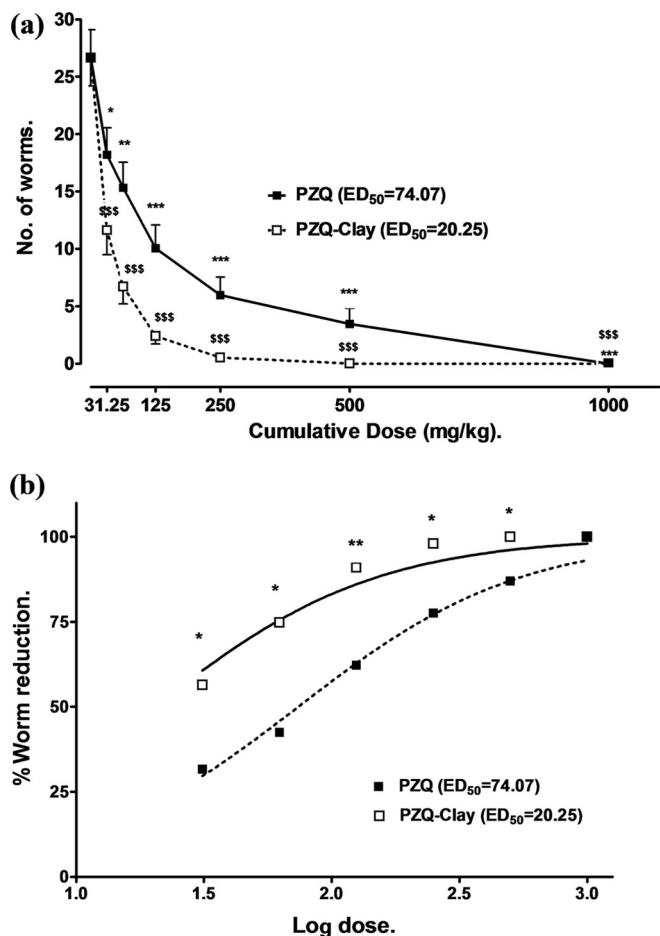 (a)
30
25
20
15
10
5
0
No. of worms.
*
**
***
***
***
***
$$$
$$$
$$$
$$$
$$$
$$$
PZQ (ED50=74.07)
PZQ-Clay (ED50=20.25)
31.25 125 250 500 1000
Cumulative Dose (mg/kg).
(b)
100
75
50
25
0
% Worm reduction.
*
*
**
*
*
PZQ (ED50=74.07)
PZQ-Clay (ED50=20.25)
1.0 1.5 2.0 2.5 3.0
Log dose.